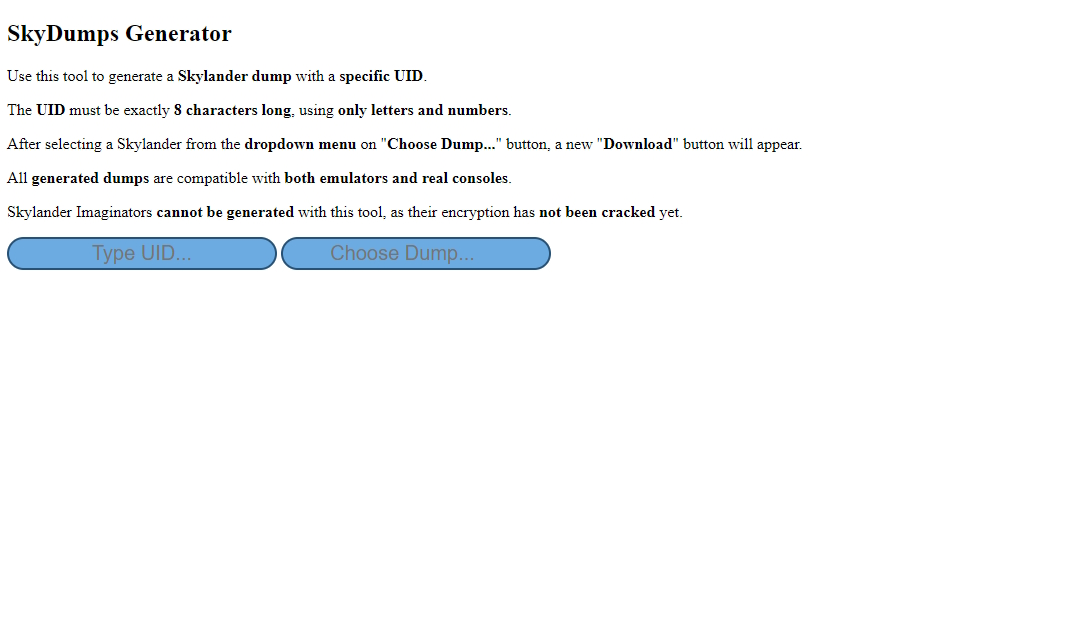 SkyDumps Generator
Use this tool to generate a Skylander dump with a specific UID.
The UID must be exactly 8 characters long, using only letters and numbers.
After selecting a Skylander from the dropdown menu on "Choose Dump..." button, a new "Download" button will appear.
All generated dumps are compatible with both emulators and real consoles.
Skylander Imaginators cannot be generated with this tool, as their encryption has not been cracked yet.
Type UID... Choose Dump...